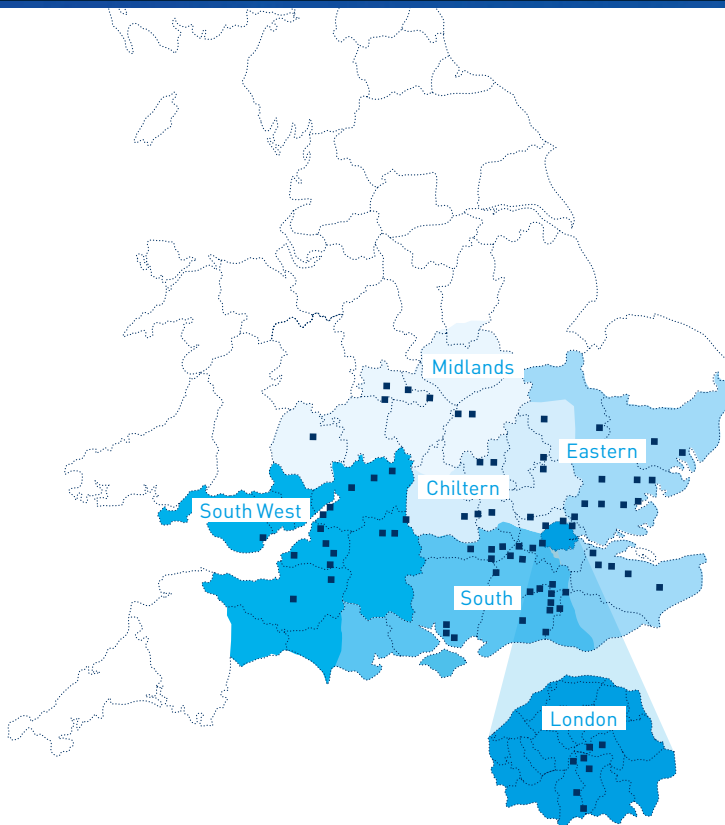 Midlands
Eastern
Chiltern
South West
South
London